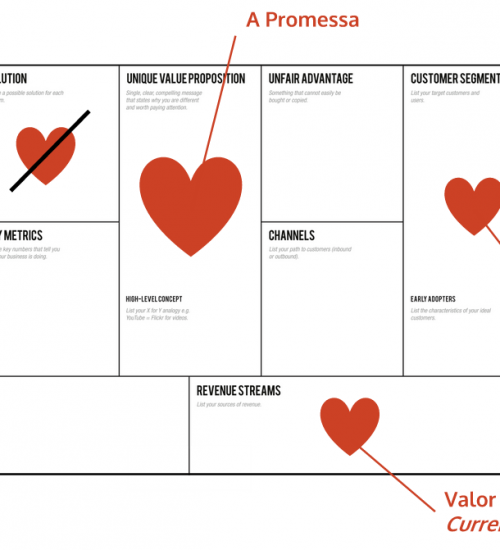 A Promessa
LUTION
a possible solution for each
UNIQUE VALUE PROPOSITION
Single, clear, compelling message
that states why you are different
and worth paying attention.
UNFAIR ADVANTAGE
Something that cannot easily be
bought or copied.
CUSTOMER SEGMENT
List your target customers and
users.
METRICS
key numbers that tell you
our business is doing.
HIGH-LEVEL CONCEPT
List your X for Y analogy e.g.
YouTube = Flickr for videos.
CHANNELS
List your path to customers (inbound
or outbound).
EARLY ADOPTERS
List the characteristics of your ideal
customers.
REVENUE STREAMS
List your sources of revenue.
Valor
Curre